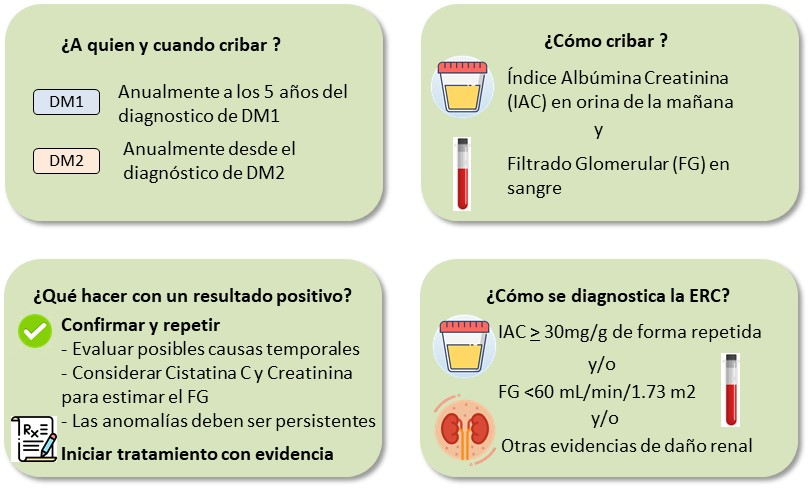 ¿A quien y cuando cribar ?
DM1
Anualmente a los 5 años del
diagnostico de DM1
DM2
Anualmente desde el
diagnóstico de DM2
¿Cómo cribar ?
Índice Albúmina Creatinina
(IAC) en orina de la mañana
y
Filtrado Glomerular (FG) en
sangre
¿Qué hacer con un resultado positivo?
Confirmar y repetir
- Evaluar posibles causas temporales
- Considerar Cistatina C y Creatinina
para estimar el FG
- Las anomalías deben ser persistentes
Rx
Iniciar tratamiento con evidencia
¿Cómo se diagnostica la ERC?
IAC ≥ 30mg/g de forma repetida
y/o
FG <60 mL/min/1.73 m2
y/o
Otras evidencias de daño renal